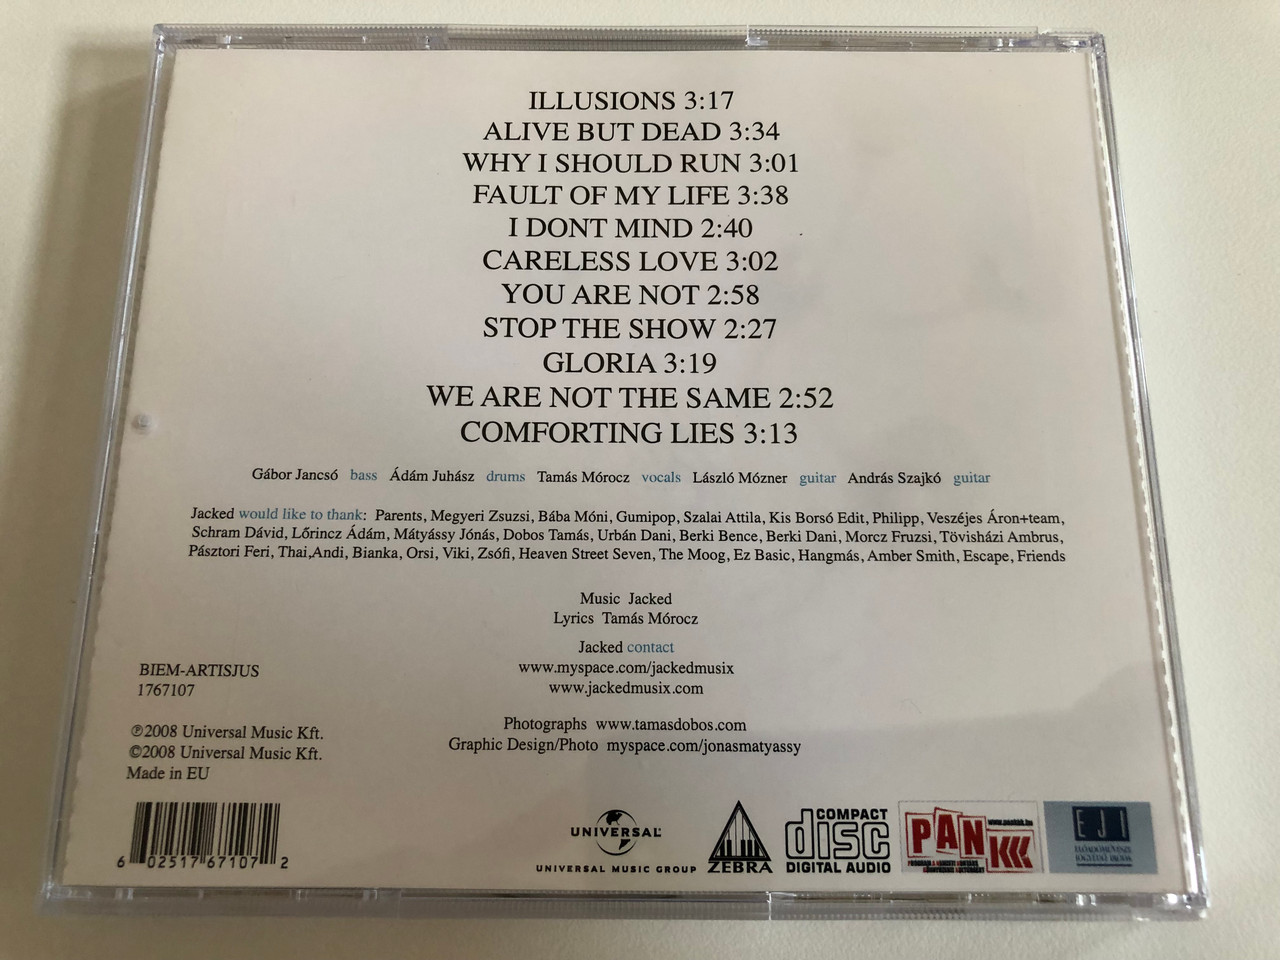 ILLUSIONS 3:17
ALIVE BUT DEAD 3:34
WHY I SHOULD RUN 3:01
FAULT OF MY LIFE 3:38
I DONT MIND 2:40
CARELESS LOVE 3:02
YOU ARE NOT 2:58
STOP THE SHOW 2:27
GLORIA 3:19
WE ARE NOT THE SAME 2:52
COMFORTING LIES 3:13
Gábor Jancsó bass Ádám Juhász drums Tamás Mórocz vocals László Mózner guitar András Szajkó guitar
Jacked would like to thank: Parents, Megyeri Zsuzsi, Bába Móni, Gumipop, Szalai Attila, Kis Borsó Edit, Philipp, Veszéjes Áron+team,
Schram Dávid, Lőrincz Ádám, Mátyássy Jónás, Dobos Tamás, Urbán Dani, Berki Bence, Berki Dani, Morcz Fruzsi, Tövisházi Ambrus,
Pásztori Feri, Thai,Andi, Bianka, Orsi, Viki, Zsófi, Heaven Street Seven, The Moog, Ez Basic, Hangmás, Amber Smith, Escape, Friends
Music Jacked
Lyrics Tamás Mórocz
Jacked contact
www.myspace.com/jackedmusix
www.jackedmusix.com
Photographs www.tamasdobos.com
Graphic Design/Photo myspace.com/jonasmatyassy
BIEM-ARTISJUS
1767107
℗2008 Universal Music Kft.
©2008 Universal Music Kft.
Made in EU
6 02517 67107 2
UNIVERSAL
UNIVERSAL MUSIC GROUP
ZEBRA
COMPACT
disc
DIGITAL AUDIO
www.pankkk.hu
PANKKK
EJI
ELŐADÓMŰVÉSZI
JOGVÉDŐ IRODA